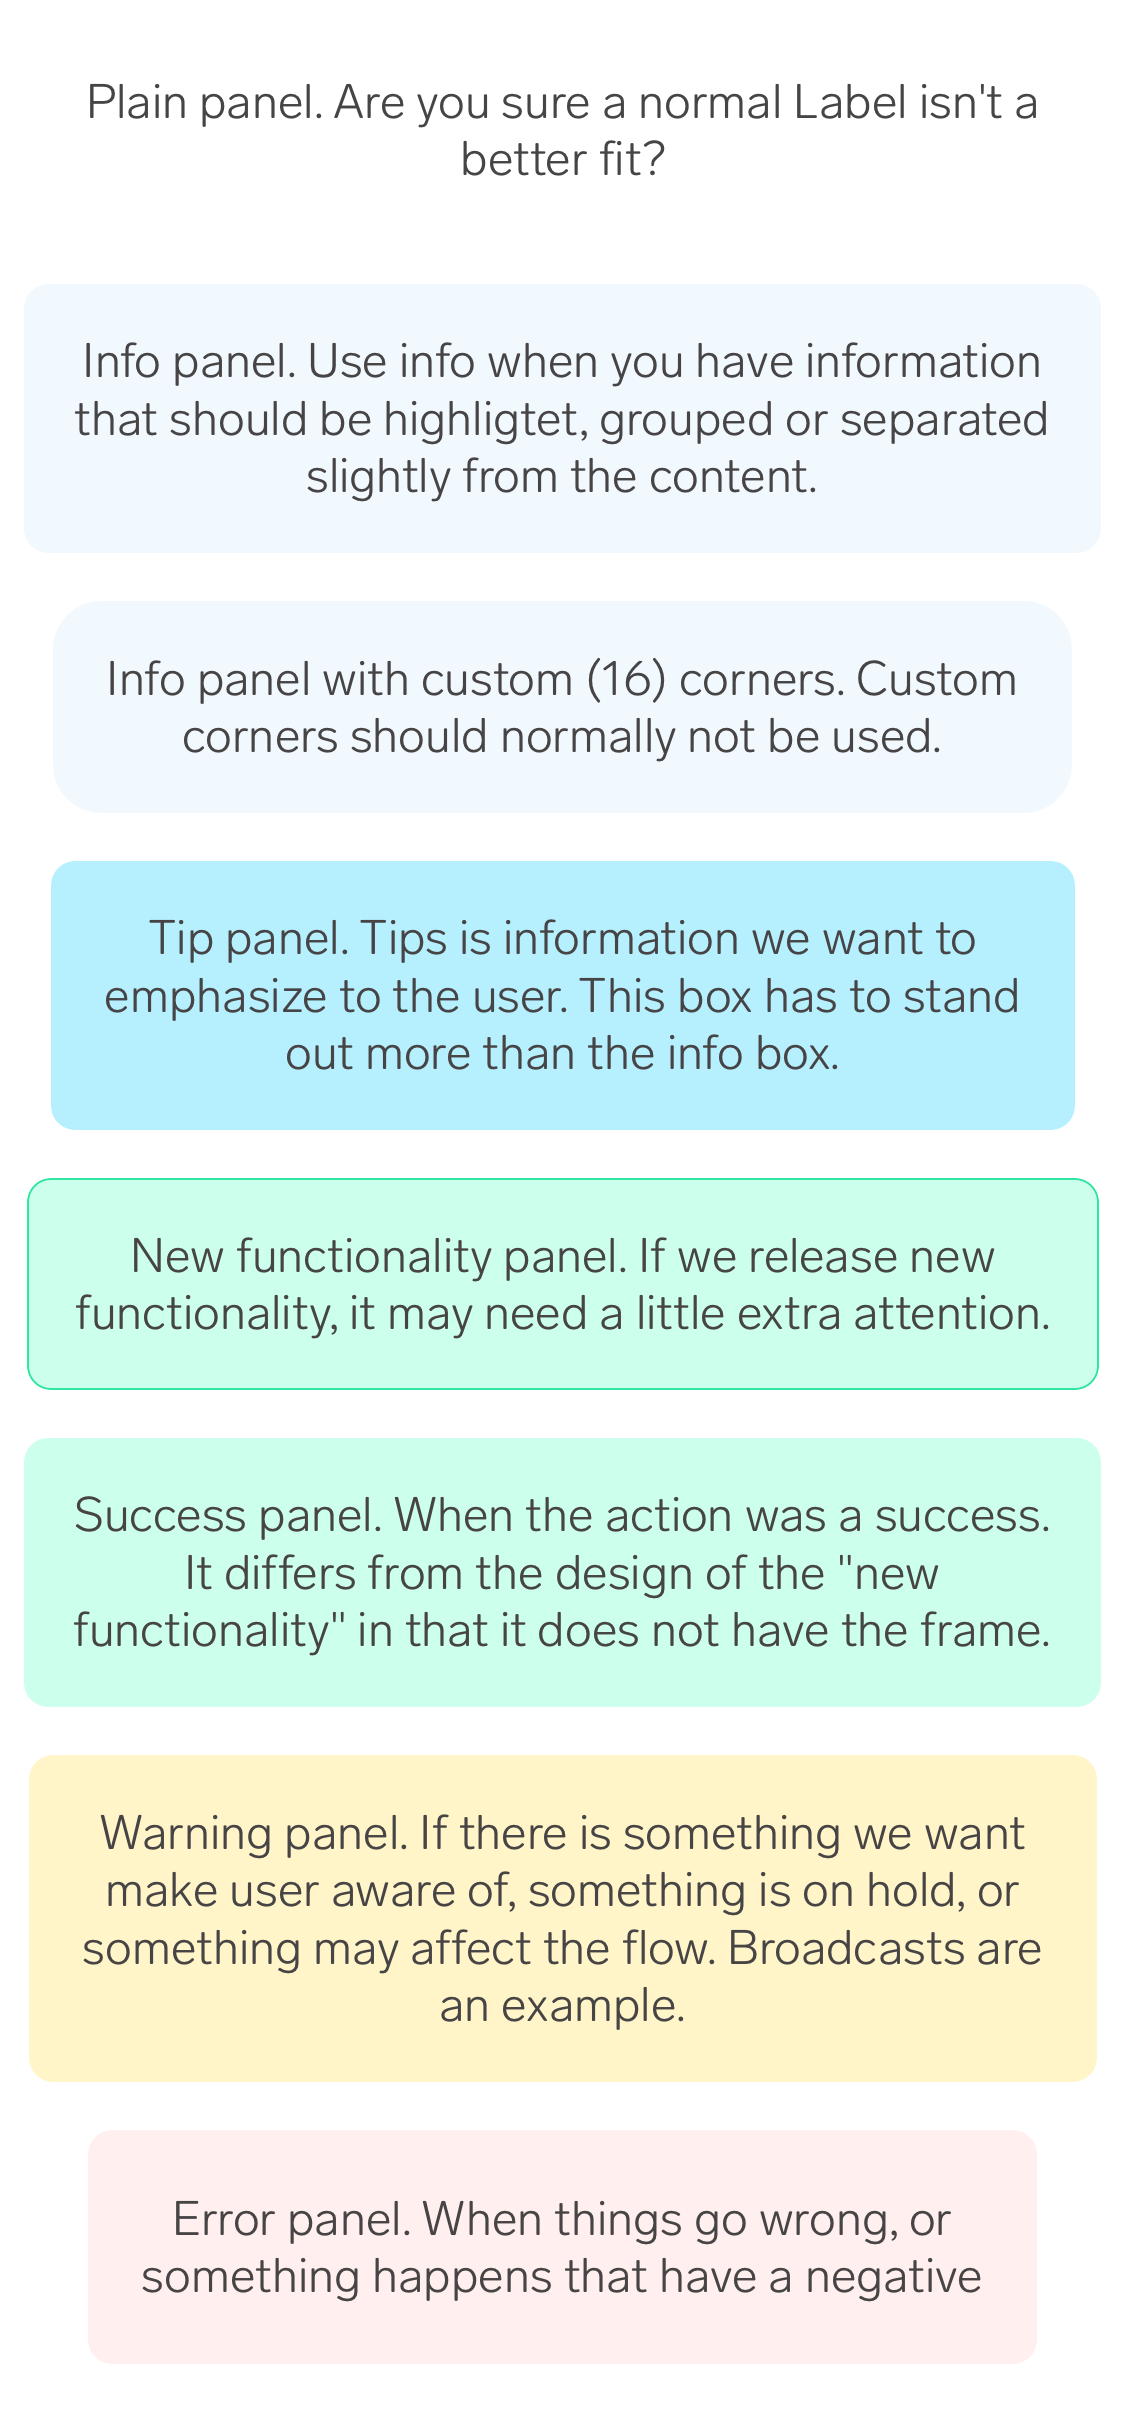 Plain panel. Are you sure a normal Label isn't a
better fit?
Info panel. Use info when you have information
that should be highligtet, grouped or separated
slightly from the content.
Info panel with custom (16) corners. Custom
corners should normally not be used.
Tip panel. Tips is information we want to
emphasize to the user. This box has to stand
out more than the info box.
New functionality panel. If we release new
functionality, it may need a little extra attention.
Success panel. When the action was a success.
It differs from the design of the "new
functionality" in that it does not have the frame.
Warning panel. If there is something we want
make user aware of, something is on hold, or
something may affect the flow. Broadcasts are
an example.
Error panel. When things go wrong, or
something happens that have a negative